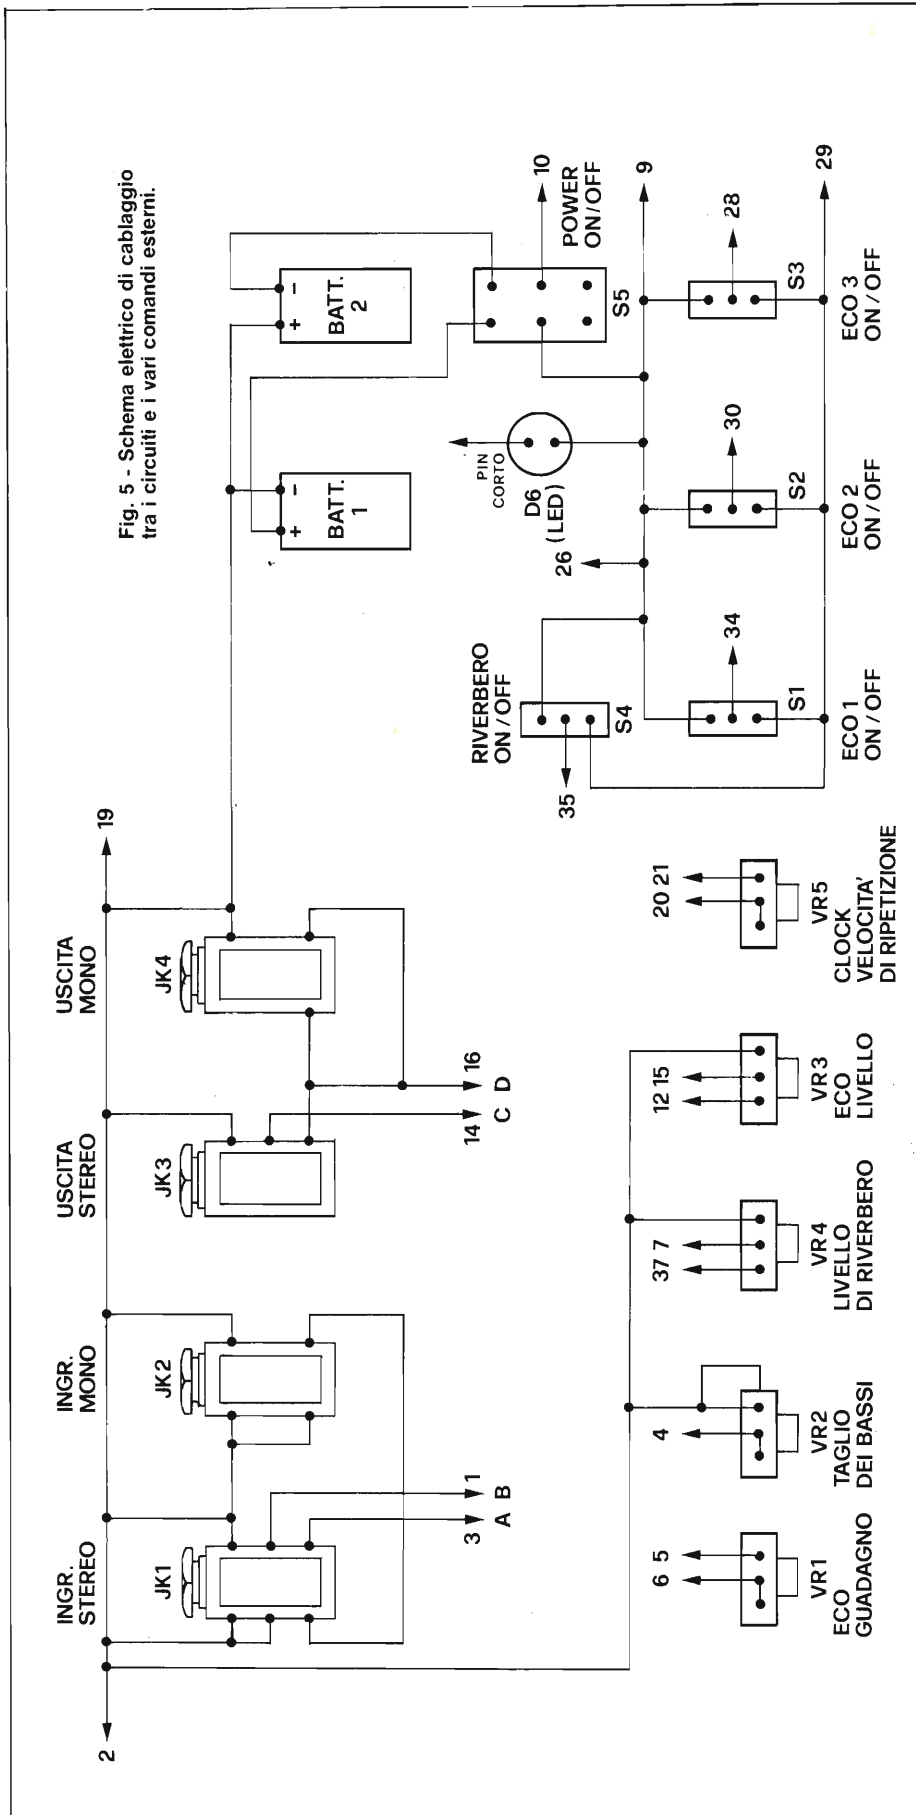 Fig. 5 - Schema elettrico di cablaggio
tra i circuiti e i vari comandi esterni.
2
INGR.
STEREO
INGR.
MONO
USCITA
STEREO
USCITA
MONO
19
JK1
JK2
JK3
JK4
3 1
A B
14 16
C D
+ -
BATT.
1
+ -
BATT.
2
RIVERBERO
ON / OFF
S4
35
26
PIN
CORTO
D6
(LED)
10
POWER
ON/OFF
S5
9
34
S1
ECO 1
ON / OFF
30
S2
ECO 2
ON / OFF
28
S3
ECO 3
ON / OFF
29
6 5
VR1
ECO
GUADAGNO
4
VR2
TAGLIO
DEI BASSI
37 7
VR4
LIVELLO
DI RIVERBERO
12 15
VR3
ECO
LIVELLO
20 21
VR5
CLOCK
VELOCITA'
DI RIPETIZIONE